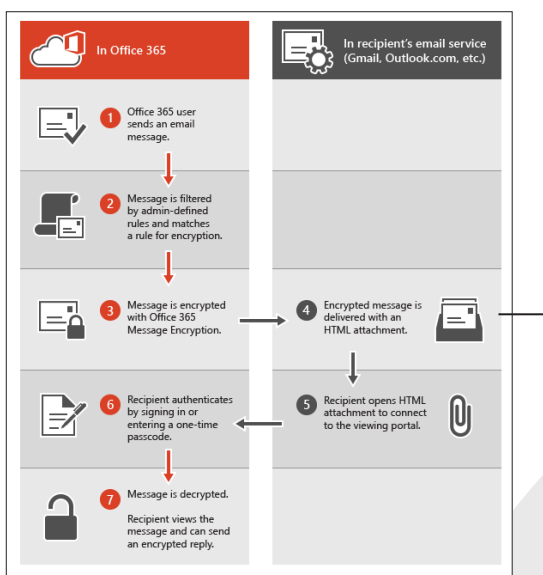 In Office 365
In recipient's email service
(Gmail, Outlook.com, etc.)
1
Office 365 user
sends an email
message.
2
Message is filtered
by admin-defined
rules and matches
a rule for encryption.
3
Message is encrypted
with Office 365
Message Encryption.
4
Encrypted message is
delivered with an
HTML attachment.
5
Recipient opens HTML
attachment to connect
to the viewing portal.
6
Recipient authenticates
by signing in or
entering a one-time
passcode.
7
Message is decrypted.
Recipient views the
message and can send
an encrypted reply.